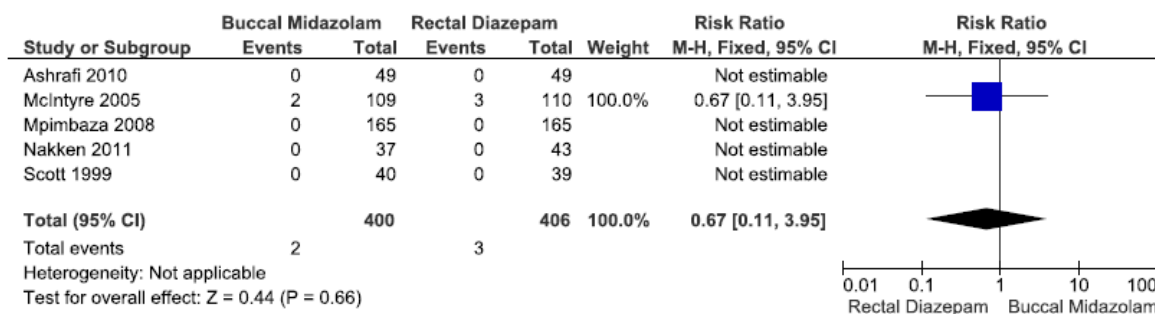 Buccal Midazolam Rectal Diazepam Risk Ratio Risk Ratio
Study or Subgroup Events Total Events Total Weight M-H, Fixed, 95% CI M-H, Fixed, 95% CI
Ashrafi 2010 0 49 0 49 Not estimable
McIntyre 2005 2 109 3 110 100.0% 0.67 [0.11, 3.95]
Mpimbaza 2008 0 165 0 165 Not estimable
Nakken 2011 0 37 0 43 Not estimable
Scott 1999 0 40 0 39 Not estimable
Total (95% CI) 400 406 100.0% 0.67 [0.11, 3.95]
Total events 2 3
Heterogeneity: Not applicable
Test for overall effect: Z = 0.44 (P = 0.66)
0.01 0.1 1 10 100
Rectal Diazepam Buccal Midazolam